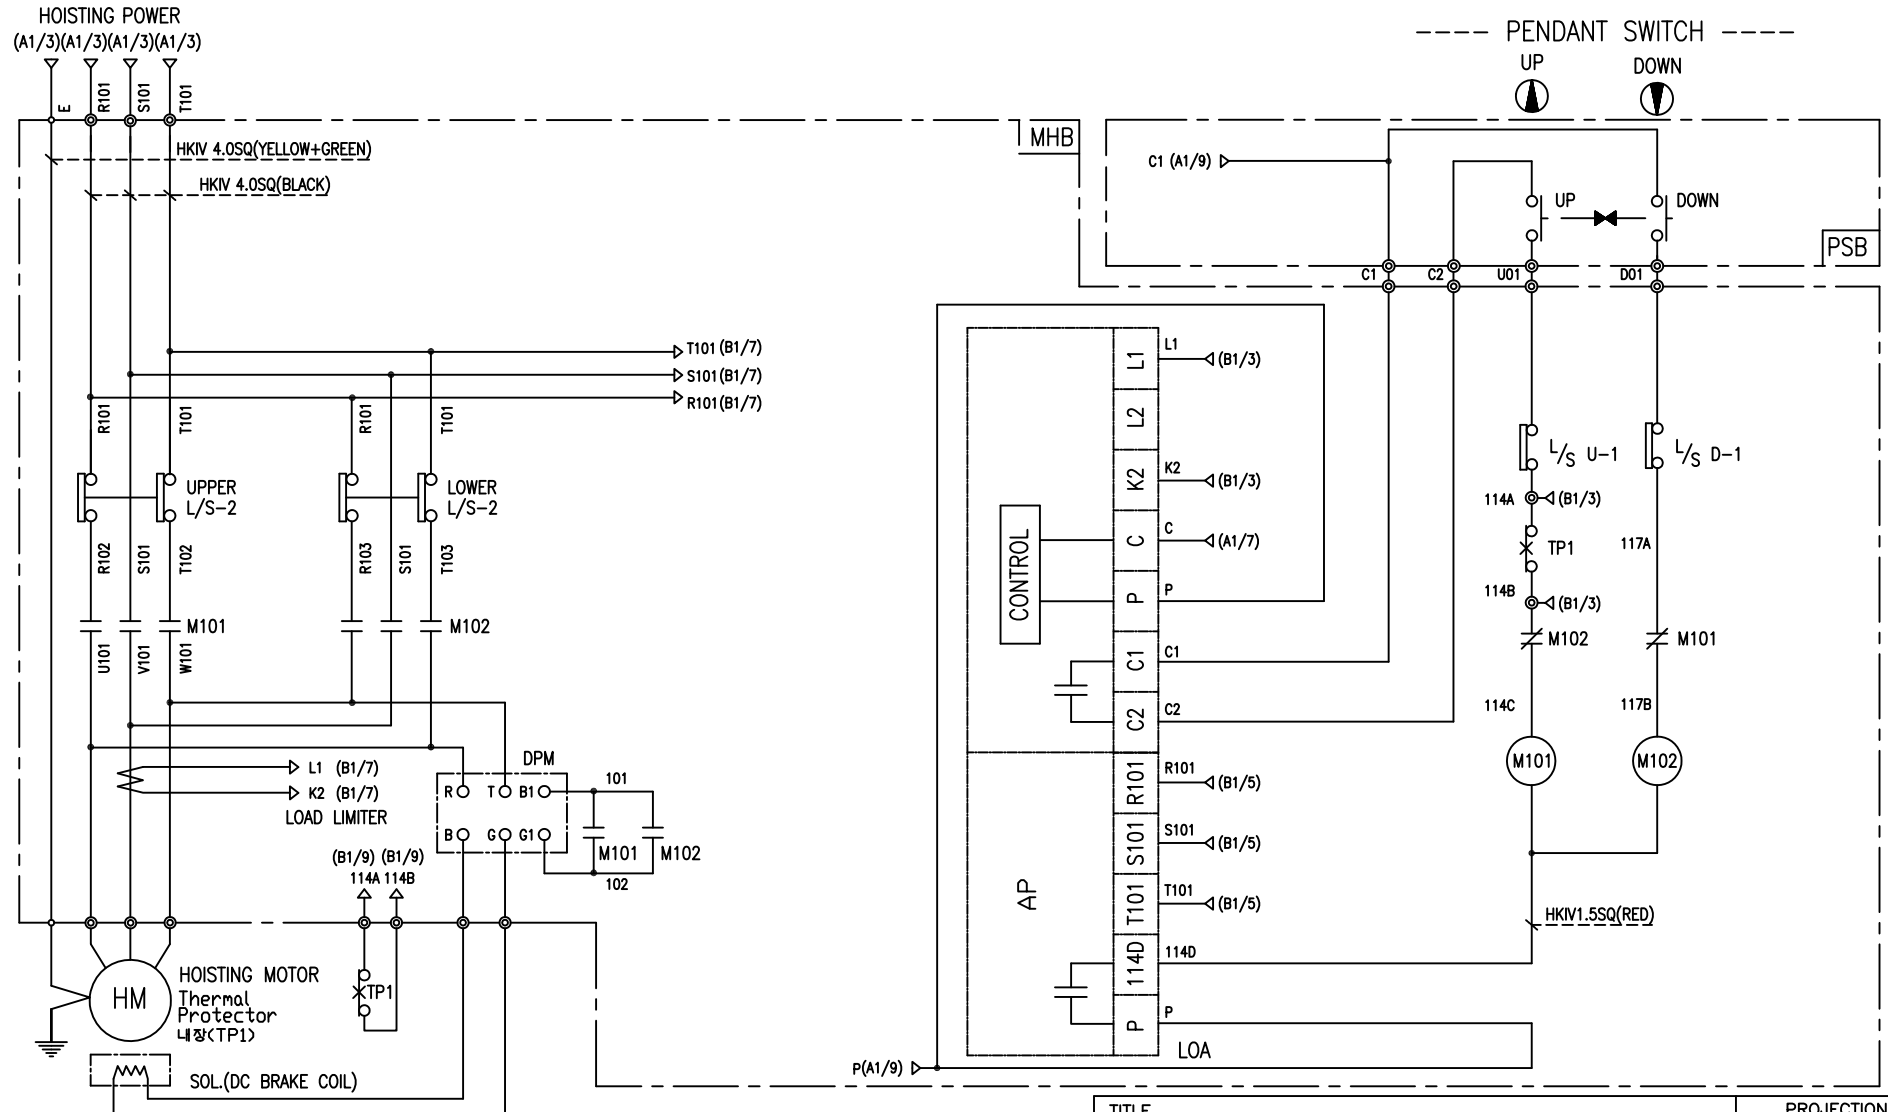 HOISTING POWER
(A1/3)(A1/3)(A1/3)(A1/3)
E
R101
S101
T101
HKIV 4.0SQ(YELLOW+GREEN)
HKIV 4.0SQ(BLACK)
MHB
T101(B1/7)
S101(B1/7)
R101(B1/7)
R101
T101
R101
T101
UPPER
L/S-2
LOWER
L/S-2
R102
S101
T102
R103
S101
T103
M101
M102
U101
V101
W101
L1 (B1/7)
K2 (B1/7)
LOAD LIMITER
DPM
R T B1
B G G1
101
M101 M102
102
(B1/9) (B1/9)
114A 114B
TP1
HM
HOISTING MOTOR
Thermal
Protector
내장(TP1)
SOL.(DC BRAKE COIL)
---- PENDANT SWITCH ----
UP
DOWN
C1 (A1/9)
UP
DOWN
PSB
C1 C2 U01 D01
L1
L1
(B1/3)
L2
K2
K2
(B1/3)
CONTROL
C
C
(A1/7)
P
P
C1
C1
C2
C2
AP
R101
R101
(B1/5)
S101
S101
(B1/5)
T101
T101
(B1/5)
114D
114D
P
P
LOA
P(A1/9)
L/S U-1
L/S D-1
114A
(B1/3)
TP1
117A
114B
(B1/3)
M102
M101
114C
117B
M101
M102
HKIV1.5SQ(RED)
TITLE
PROJECTION